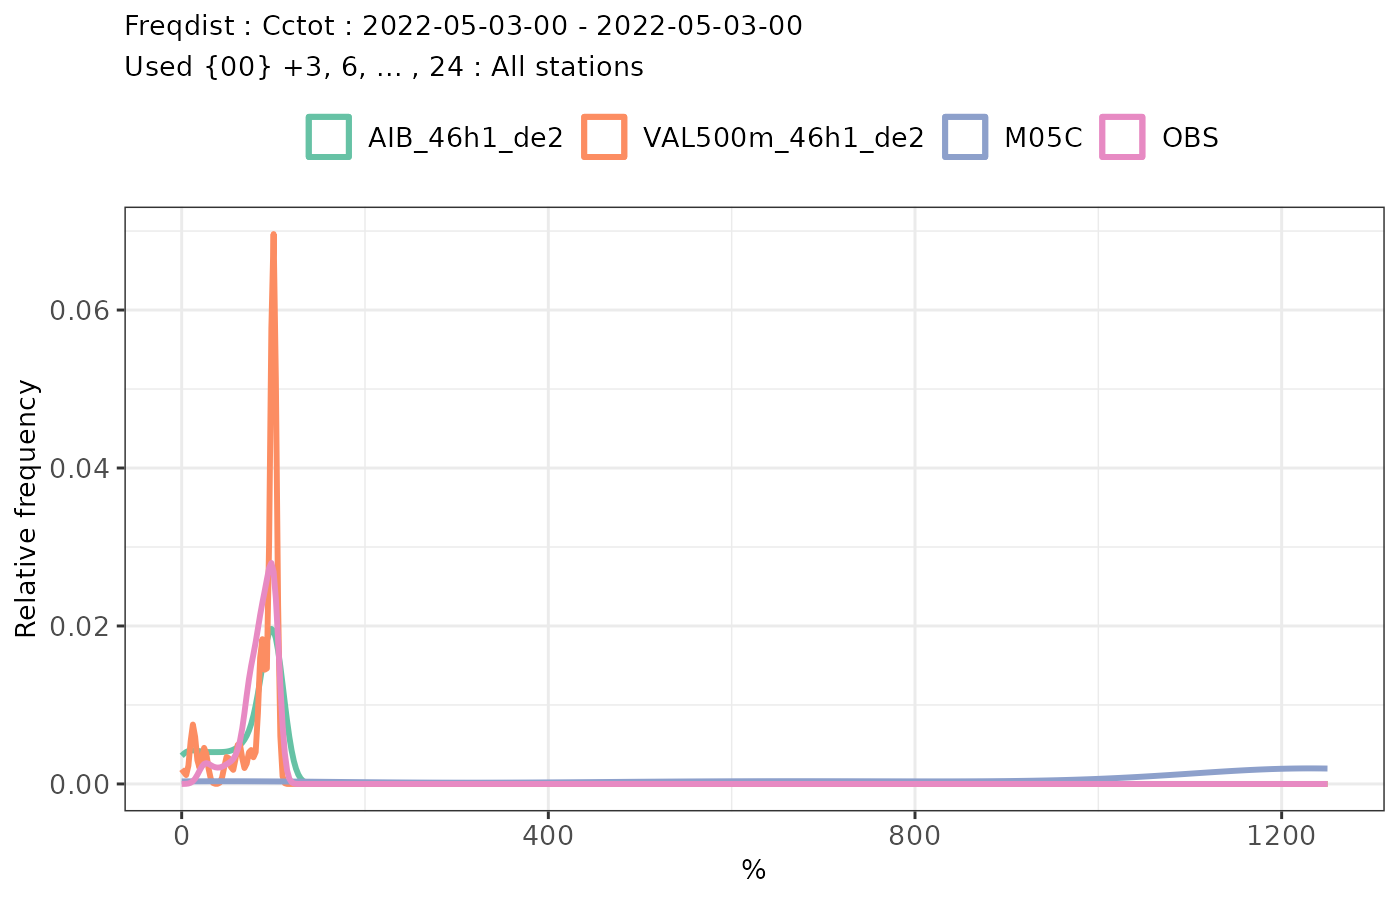 Freqdist : Cctot : 2022-05-03-00 - 2022-05-03-00
Used {00} +3, 6, ... , 24 : All stations
AIB_46h1_de2 VAL500m_46h1_de2 M05C OBS
Relative frequency
0.06
0.04
0.02
0.00
0 400 800 1200
%